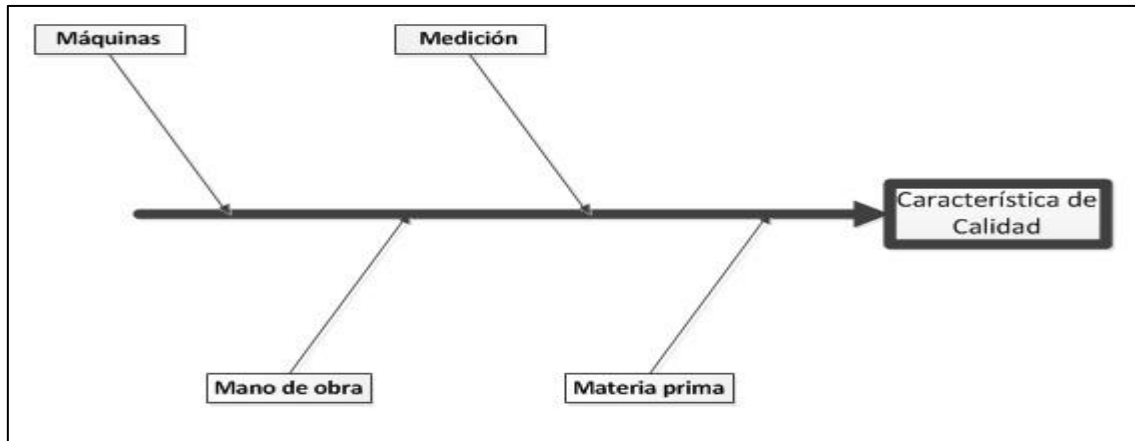 Máquinas
Medición
Característica de
Calidad
Mano de obra
Materia prima